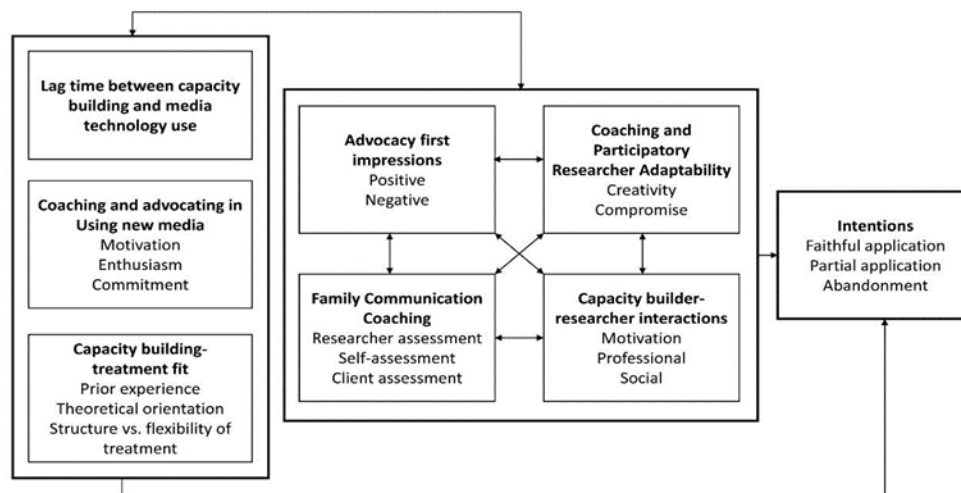 Lag time between capacity
building and media
technology use
Coaching and advocating in
Using new media
Motivation
Enthusiasm
Commitment
Capacity building-
treatment fit
Prior experience
Theoretical orientation
Structure vs. flexibility of
treatment
Advocacy first
impressions
Positive
Negative
Coaching and
Participatory
Researcher Adaptability
Creativity
Compromise
Family Communication
Coaching
Researcher assessment
Self-assessment
Client assessment
Capacity builder-
researcher interactions
Motivation
Professional
Social
Intentions
Faithful application
Partial application
Abandonment